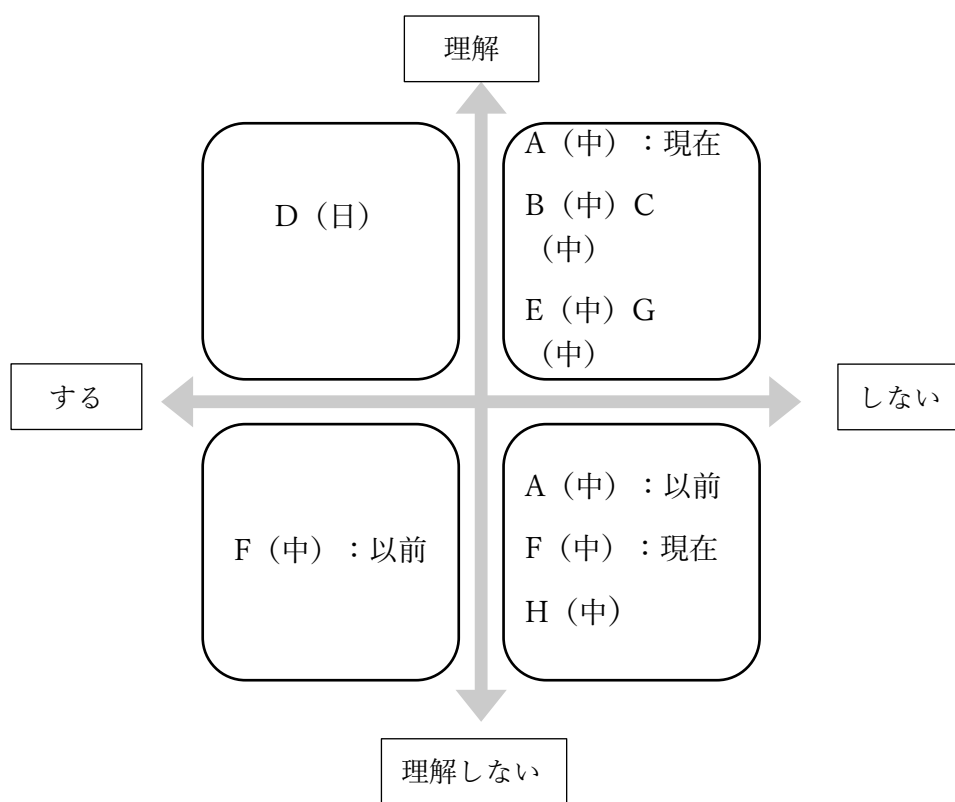 理解
D（日）
A（中）：現在
B（中）C
（中）
E（中）G
（中）
する
しない
F（中）：以前
A（中）：以前
F（中）：現在
H（中）
理解しない